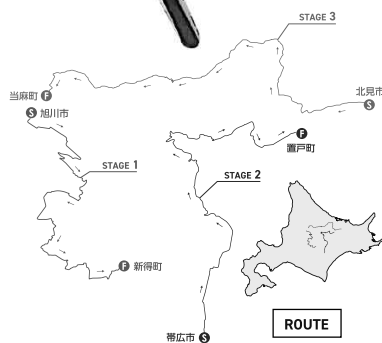 STAGE 3
当麻町 F
S 旭川市
北見市
S
F
置戸町
STAGE 1
STAGE 2
F 新得町
帯広市 S
ROUTE